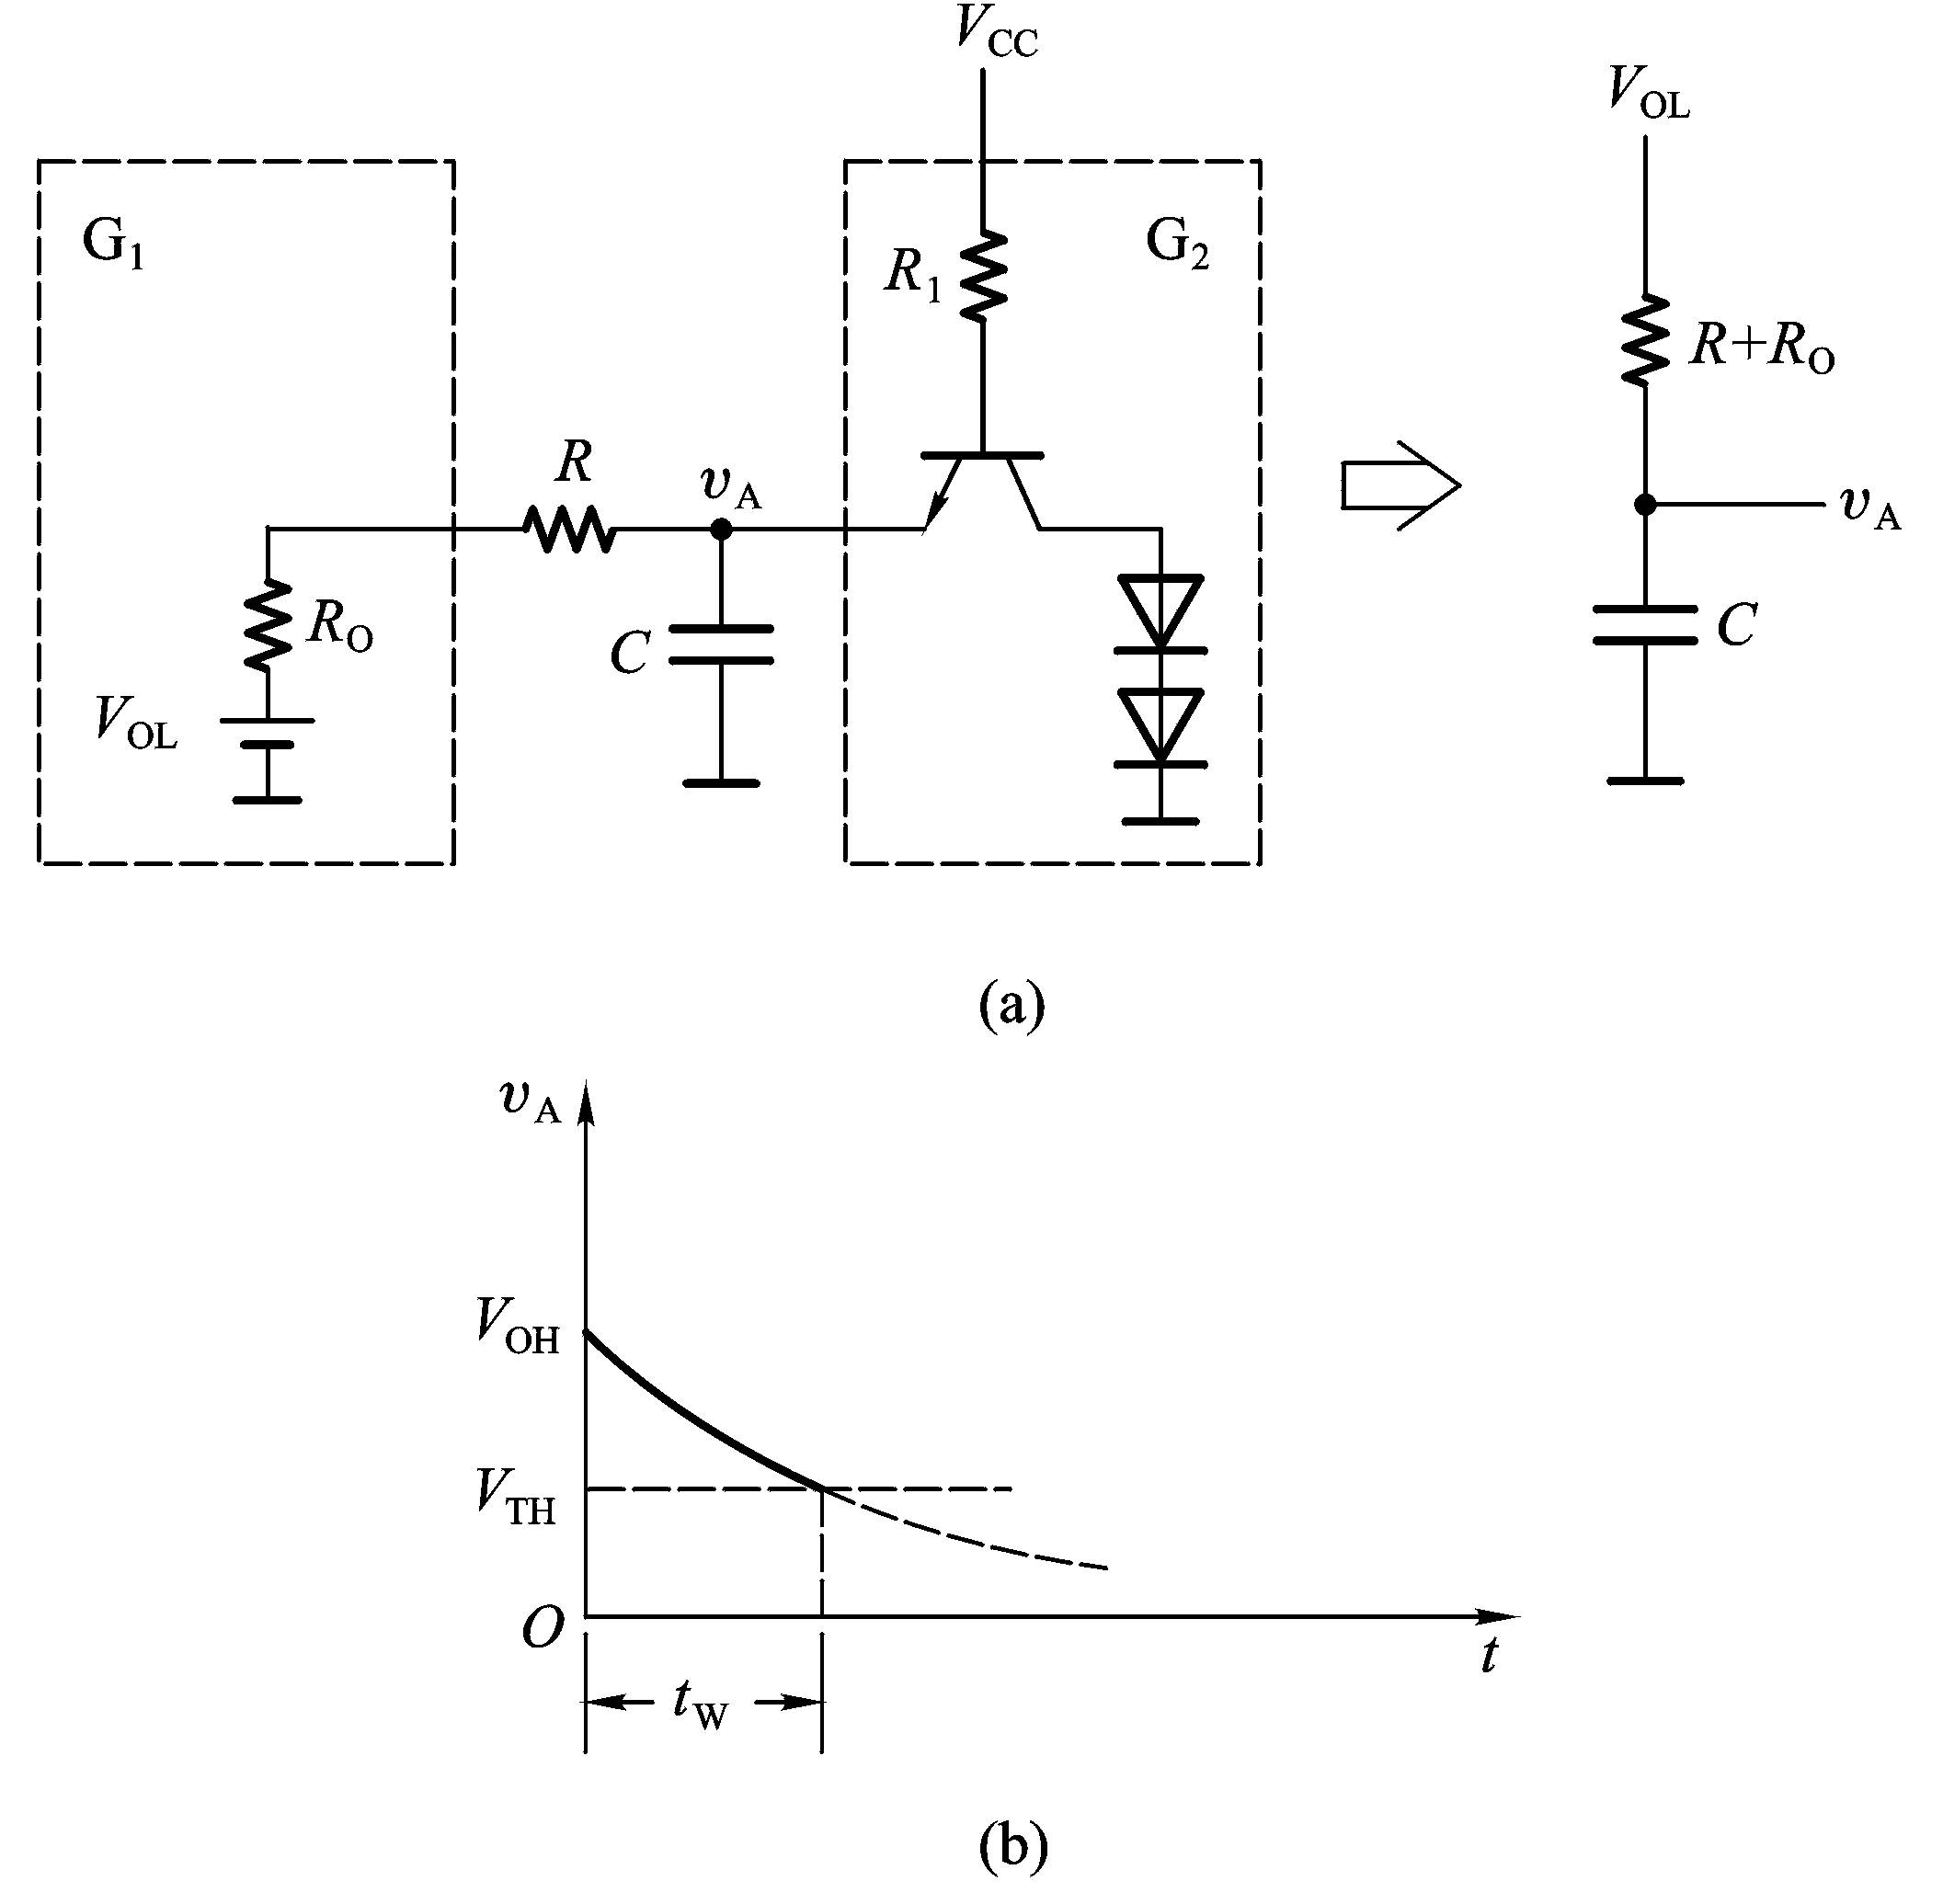 V_CC
V_OL
G_1
G_2
R_1
R+R_O
R
v_A
v_A
R_O
C
C
V_OL
(a)
v_A
V_OH
V_TH
O
t
t_W
(b)